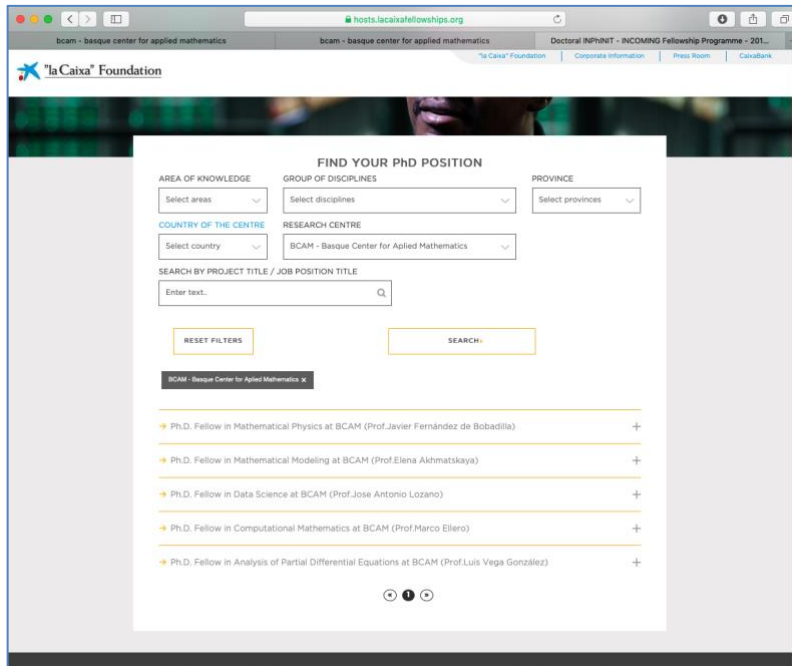 hosts.lacaixafellowships.org
bcam - basque center for applied mathematics
bcam - basque center for applied mathematics
Doctoral INPhINIT - INCOMING Fellowship Programme - 201...
"la Caixa" Foundation
Corporate Information
Press Room
CaixaBank
"la Caixa" Foundation
FIND YOUR PhD POSITION
AREA OF KNOWLEDGE
GROUP OF DISCIPLINES
PROVINCE
Select areas
Select disciplines
Select provinces
COUNTRY OF THE CENTRE
RESEARCH CENTRE
Select country
BCAM - Basque Center for Aplied Mathematics
SEARCH BY PROJECT TITLE / JOB POSITION TITLE
Enter text..
RESET FILTERS
SEARCH
BCAM - Basque Center for Aplied Mathematics x
Ph.D. Fellow in Mathematical Physics at BCAM (Prof.Javier Fernández de Bobadilla)
Ph.D. Fellow in Mathematical Modeling at BCAM (Prof.Elena Akhmatskaya)
Ph.D. Fellow in Data Science at BCAM (Prof.Jose Antonio Lozano)
Ph.D. Fellow in Computational Mathematics at BCAM (Prof.Marco Ellero)
Ph.D. Fellow in Analysis of Partial Differential Equations at BCAM (Prof.Luis Vega González)
« 1 »